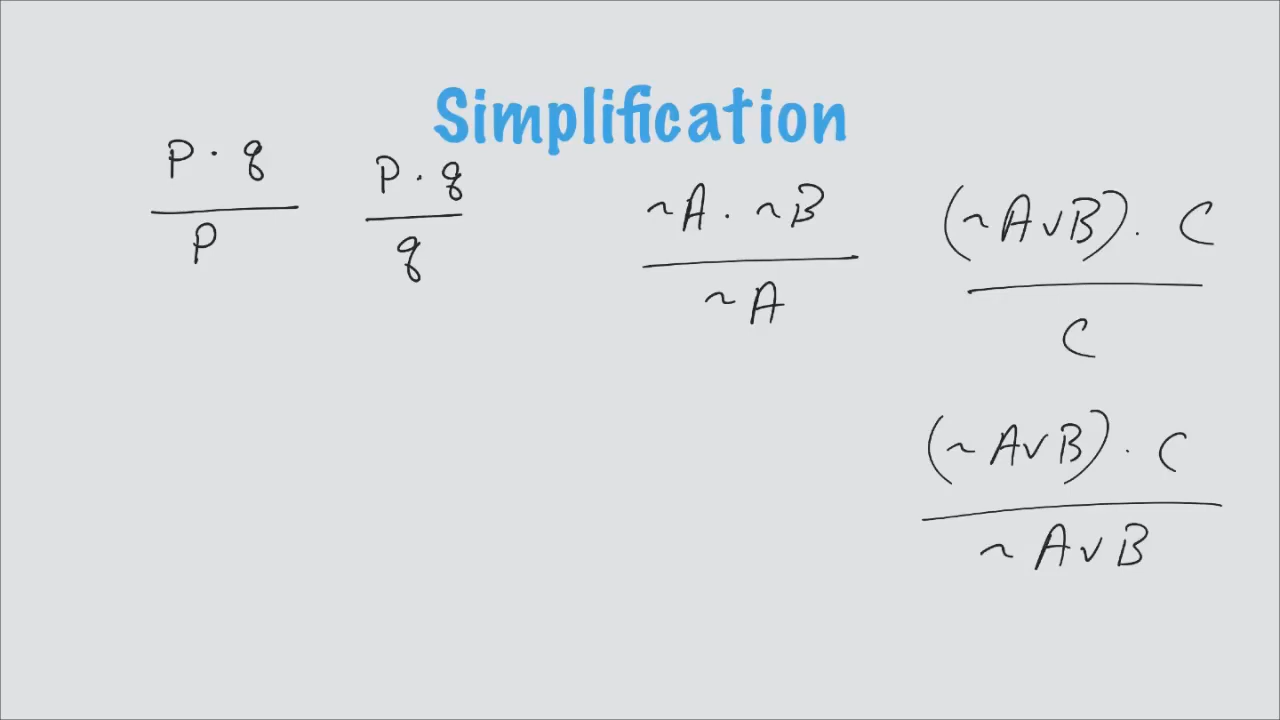 Simplification
P · q
P
P · q
q
~A · ~B
~A
(~A∨B) · C
C
(~A∨B) · C
~A∨B